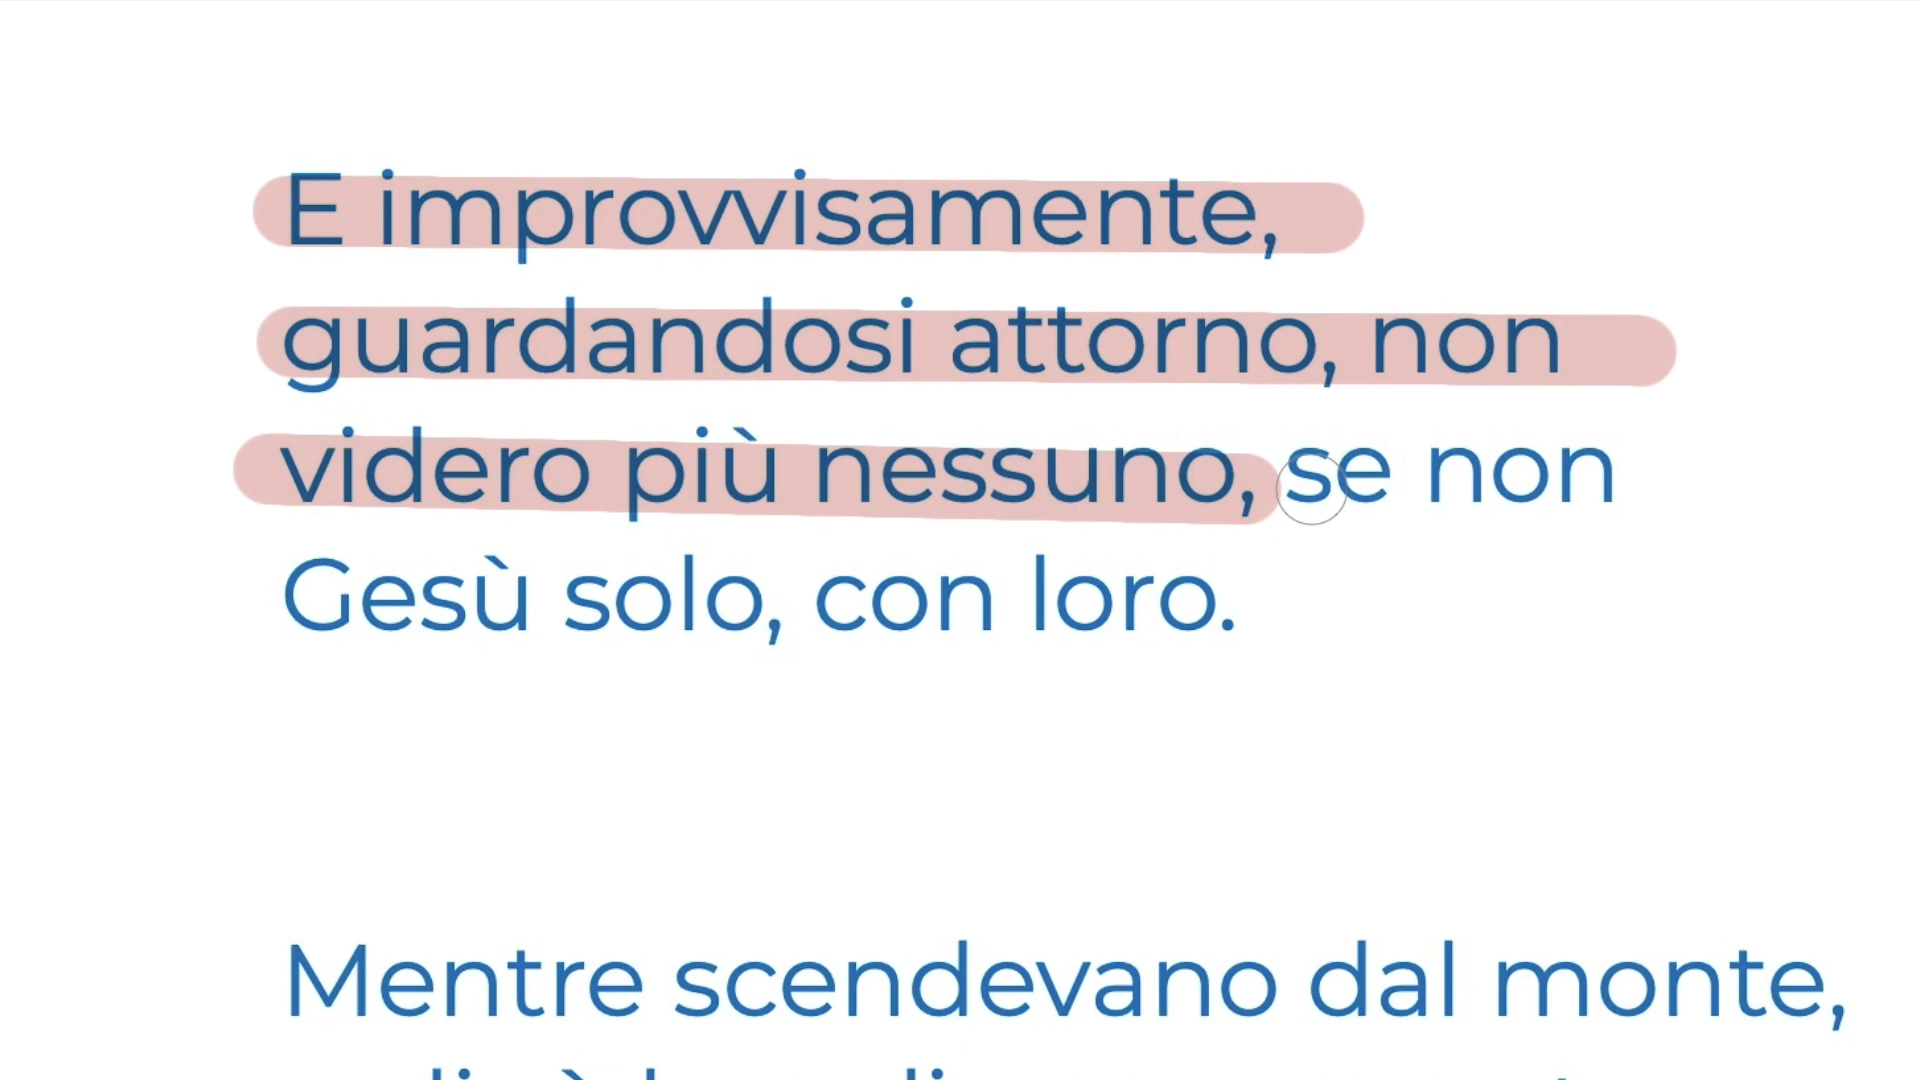 E improvvisamente,
guardandosi attorno, non
videro più nessuno, se non
Gesù solo, con loro.
Mentre scendevano dal monte,